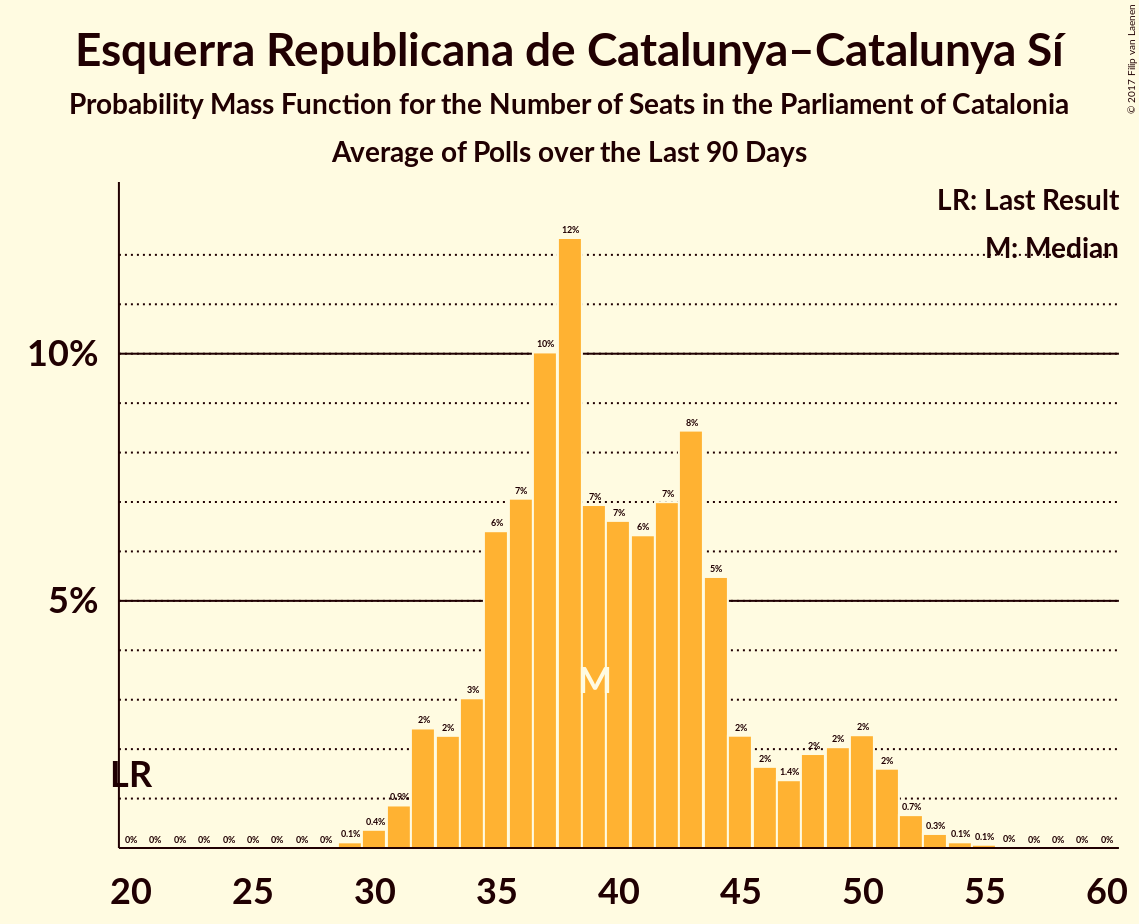 Esquerra Republicana de Catalunya–Catalunya Sí
Probability Mass Function for the Number of Seats in the Parliament of Catalonia
Average of Polls over the Last 90 Days
© 2017 Filip van Laenen
LR: Last Result
M: Median
12%
10%
10%
8%
7%
7%
7%
7%
6%
6%
5%
5%
M
3%
2%
2%
2%
2%
2%
2%
2%
2%
1.4%
LR
0.9%
0.7%
0.4%
0.3%
0% 0% 0% 0% 0% 0% 0% 0% 0% 0.1% 0.1% 0.1% 0% 0% 0% 0% 0%
20 25 30 35 40 45 50 55 60